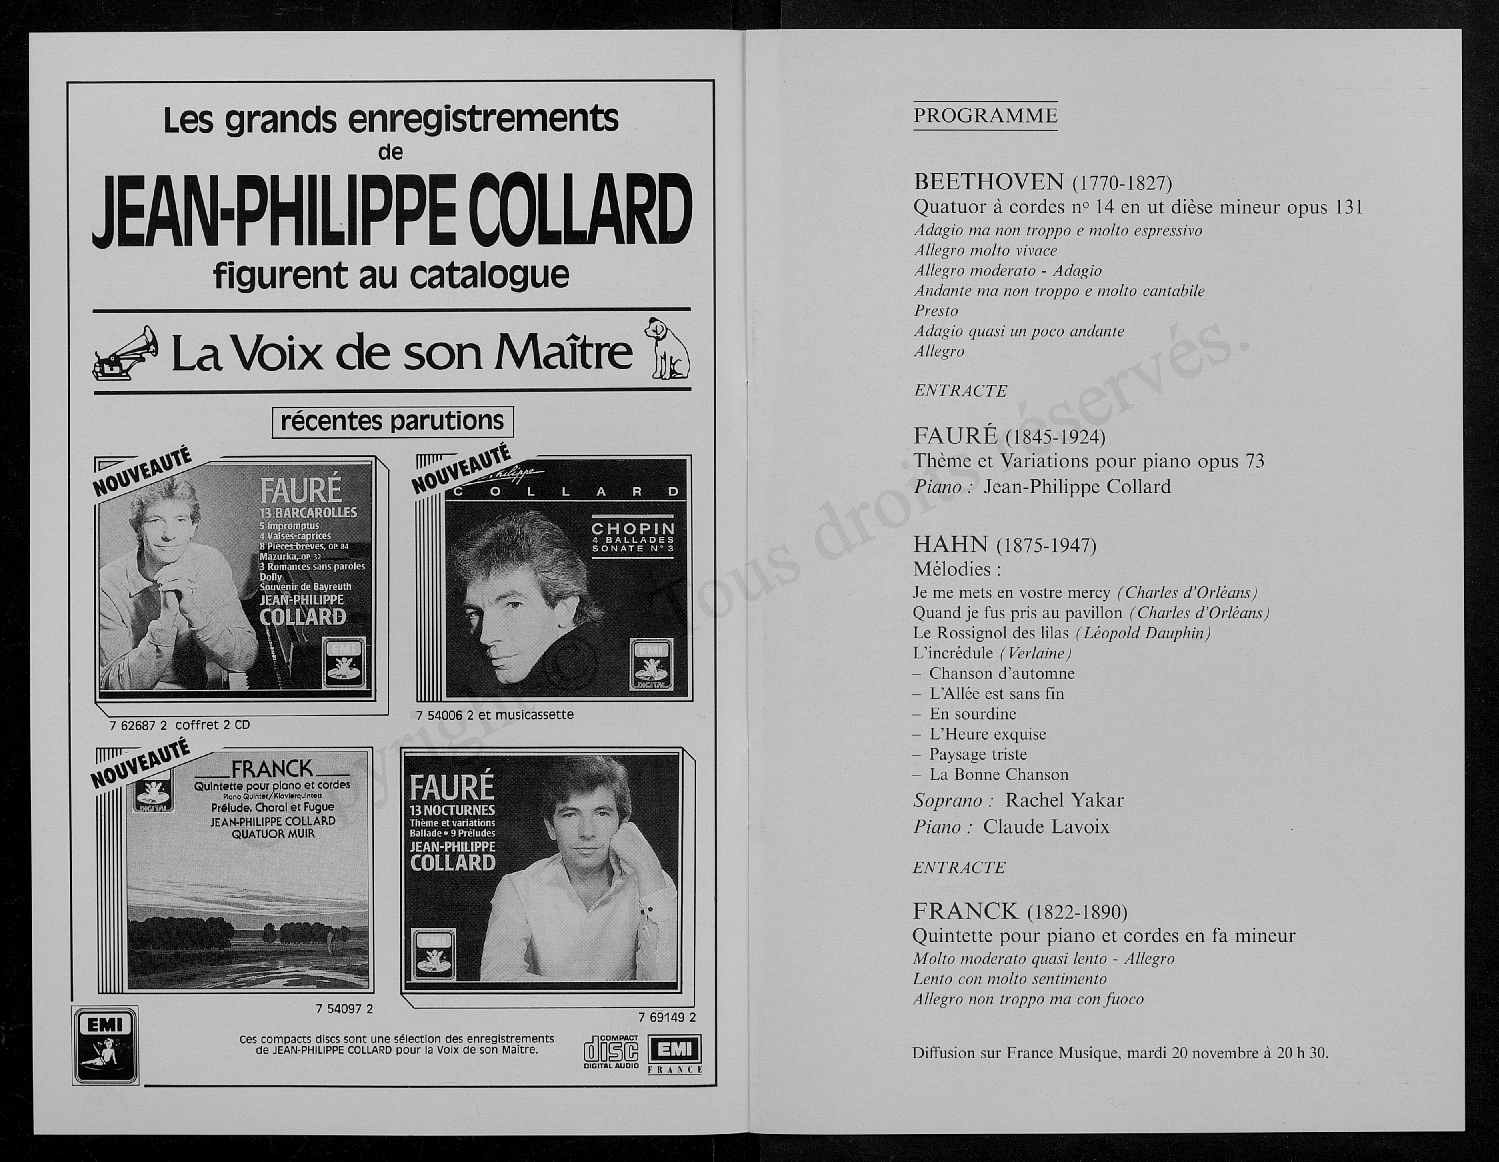 Les grands enregistrements
de
JEAN-PHILIPPE COLLARD
figurent au catalogue
La Voix de son Maître
récentes parutions
NOUVEAUTÉ
FAURÉ
13 BARCAROLLES
5 Impromptus
4 Valses-caprices
8 Pièces brèves, OP 84
Mazurka, OP 32
3 Romances sans paroles
Dolly
Souvenir de Bayreuth
JEAN-PHILIPPE
COLLARD
EMI
7 62687 2 coffret 2 CD
NOUVEAUTÉ
Philippe
COLLARD
CHOPIN
4 BALLADES
SONATE N°3
EMI
DIGITAL
7 54006 2 et musicassette
NOUVEAUTÉ
DIGITAL
FRANCK
Quintette pour piano et cordes
Piano Quintet/Klavierquintett
Prélude, Choral et Fugue
JEAN-PHILIPPE COLLARD
QUATUOR MUIR
7 54097 2
FAURÉ
13 NOCTURNES
Thème et variations
Ballade • 9 Préludes
JEAN-PHILIPPE
COLLARD
EMI
7 69149 2
EMI
Ces compacts discs sont une sélection des enregistrements
de JEAN-PHILIPPE COLLARD pour la Voix de son Maître.
COMPACT
disc
DIGITAL AUDIO
EMI
FRANCE
PROGRAMME
BEETHOVEN (1770-1827)
Quatuor à cordes nº 14 en ut dièse mineur opus 131
Adagio ma non troppo e molto espressivo
Allegro molto vivace
Allegro moderato - Adagio
Andante ma non troppo e molto cantabile
Presto
Adagio quasi un poco andante
Allegro
ENTRACTE
FAURÉ (1845-1924)
Thème et Variations pour piano opus 73
Piano : Jean-Philippe Collard
HAHN (1875-1947)
Mélodies :
Je me mets en vostre mercy (Charles d'Orléans)
Quand je fus pris au pavillon (Charles d'Orléans)
Le Rossignol des lilas (Léopold Dauphin)
L'incrédule (Verlaine)
– Chanson d'automne
– L'Allée est sans fin
– En sourdine
– L'Heure exquise
– Paysage triste
– La Bonne Chanson
Soprano : Rachel Yakar
Piano : Claude Lavoix
ENTRACTE
FRANCK (1822-1890)
Quintette pour piano et cordes en fa mineur
Molto moderato quasi lento - Allegro
Lento con molto sentimento
Allegro non troppo ma con fuoco
Diffusion sur France Musique, mardi 20 novembre à 20 h 30.
Copyright © Tous droits réservés.